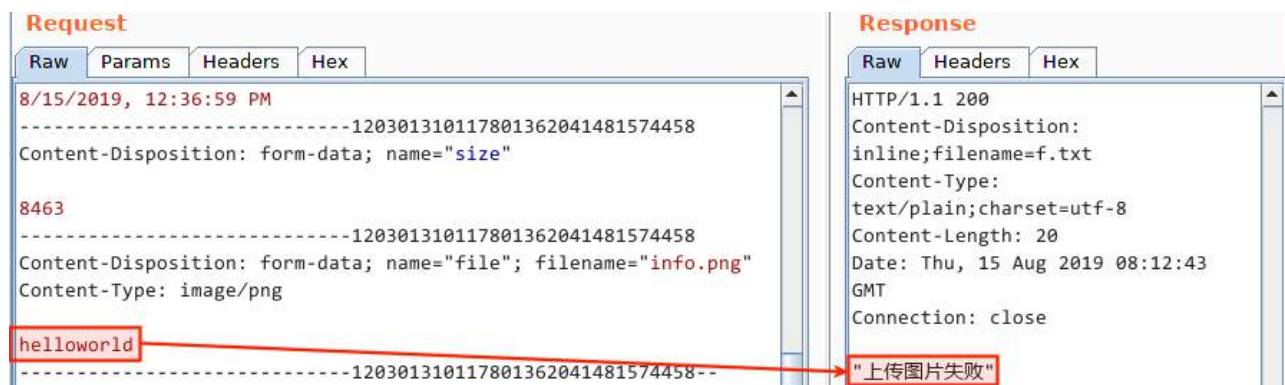 Request
Raw Params Headers Hex
8/15/2019, 12:36:59 PM
-----------------------------120301310117801362041481574458
Content-Disposition: form-data; name="size"
8463
-----------------------------120301310117801362041481574458
Content-Disposition: form-data; name="file"; filename="info.png"
Content-Type: image/png
helloworld
-----------------------------120301310117801362041481574458--
Response
Raw Headers Hex
HTTP/1.1 200
Content-Disposition:
inline;filename=f.txt
Content-Type:
text/plain;charset=utf-8
Content-Length: 20
Date: Thu, 15 Aug 2019 08:12:43
GMT
Connection: close
"上传图片失败"